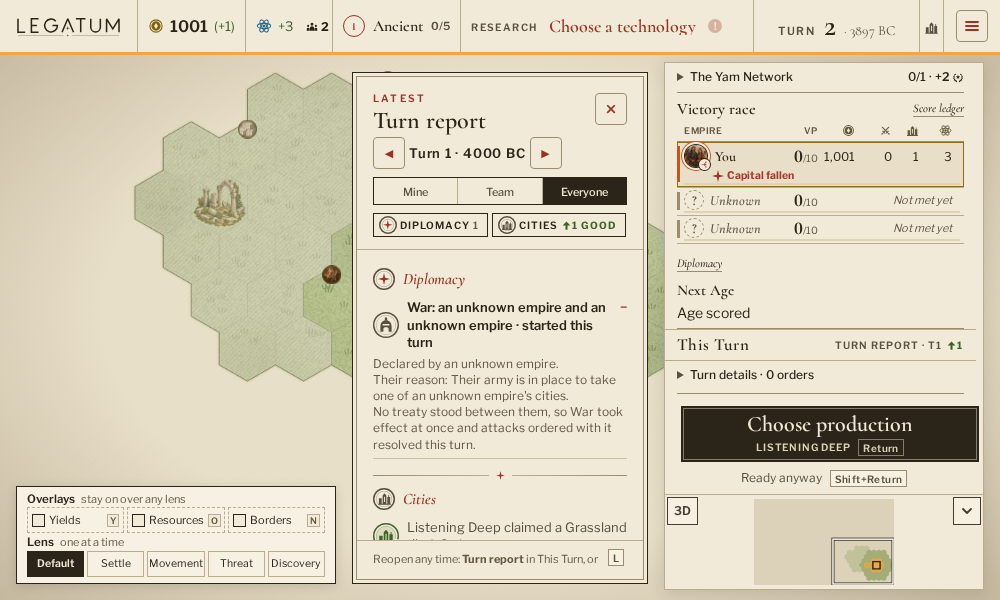 LEGATUM
1001 (+1)
+3
2
I Ancient 0/5
RESEARCH Choose a technology !
TURN 2 · 3897 BC
LATEST
Turn report
Turn 1 · 4000 BC
Mine Team Everyone
DIPLOMACY 1 CITIES 1 GOOD
Diplomacy
War: an unknown empire and an
unknown empire · started this
turn
Declared by an unknown empire.
Their reason: Their army is in place to take
one of an unknown empire's cities.
No treaty stood between them, so War took
effect at once and attacks ordered with it
resolved this turn.
Cities
Listening Deep claimed a Grassland
Reopen any time: Turn report in This Turn, or L
The Yam Network 0/1 · +2
Victory race Score ledger
EMPIRE VP
You 0/10 1,001 0 1 3
Capital fallen
? Unknown 0/10 Not met yet
? Unknown 0/10 Not met yet
Diplomacy
Next Age
Age scored
This Turn TURN REPORT · T1 1
Turn details · 0 orders
Choose production
LISTENING DEEP Return
Ready anyway Shift+Return
3D
Overlays stay on over any lens
Yields Y Resources O Borders N
Lens one at a time
Default Settle Movement Threat Discovery